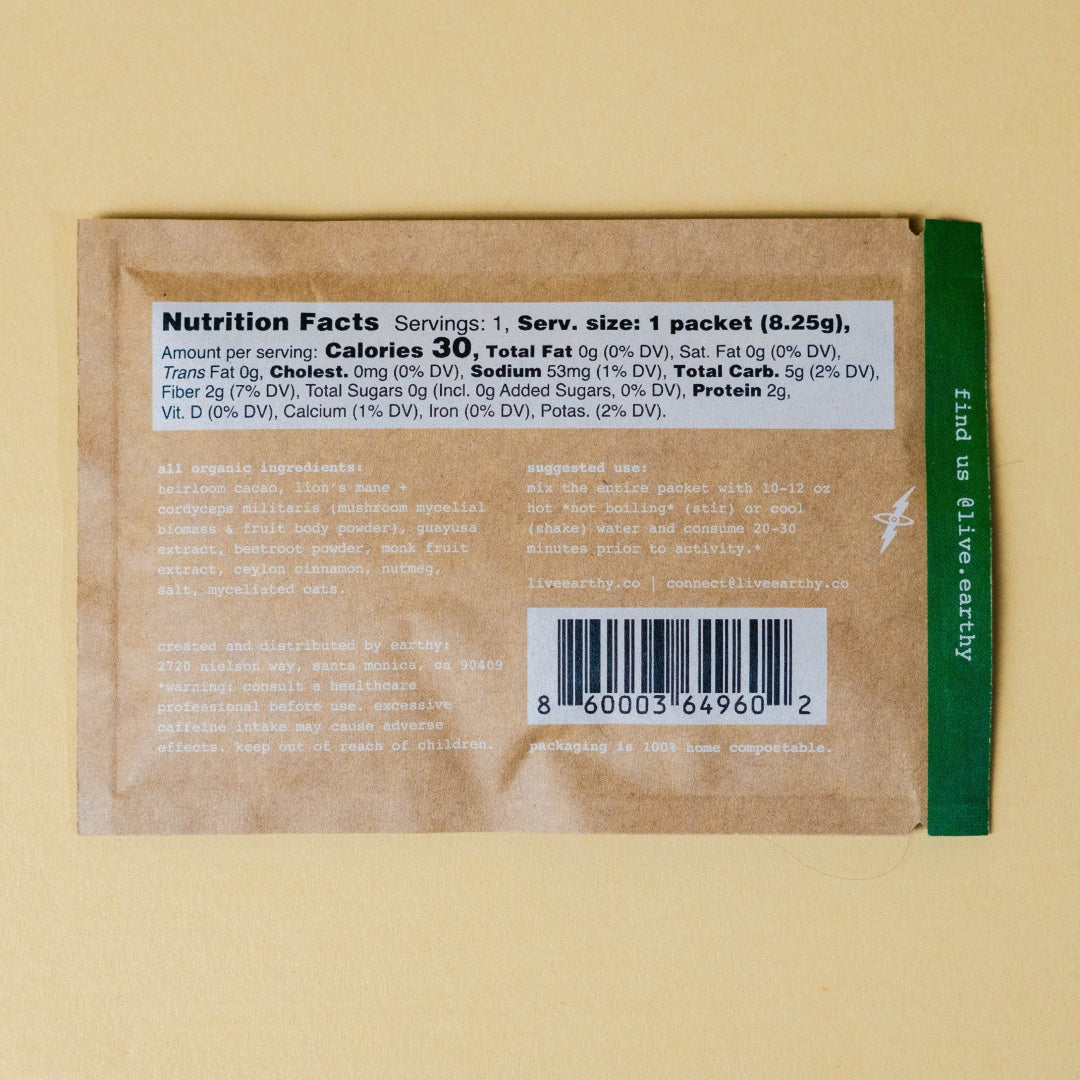 Nutrition Facts Servings: 1, Serv. size: 1 packet (8.25g),
Amount per serving: Calories 30, Total Fat 0g (0% DV), Sat. Fat 0g (0% DV),
Trans Fat 0g, Cholest. 0mg (0% DV), Sodium 53mg (1% DV), Total Carb. 5g (2% DV),
Fiber 2g (7% DV), Total Sugars 0g (Incl. 0g Added Sugars, 0% DV), Protein 2g,
Vit. D (0% DV), Calcium (1% DV), Iron (0% DV), Potas. (2% DV).
all organic ingredients:
heirloom cacao, lion's mane +
cordyceps militaris (mushroom mycelial
biomass & fruit body powder), guayusa
extract, beetroot powder, monk fruit
extract, ceylon cinnamon, nutmeg,
salt, myceliated oats.
created and distributed by earthy:
2720 nielson way, santa monica, ca 90409
*warning: consult a healthcare
professional before use. excessive
caffeine intake may cause adverse
effects. keep out of reach of children.
suggested use:
mix the entire packet with 10-12 oz
hot *not boiling* (stir) or cool
(shake) water and consume 20-30
minutes prior to activity.*
liveearthy.co | connect@liveearthy.co
8 60003 64960 2
packaging is 100% home compostable.
find us @live.earthy